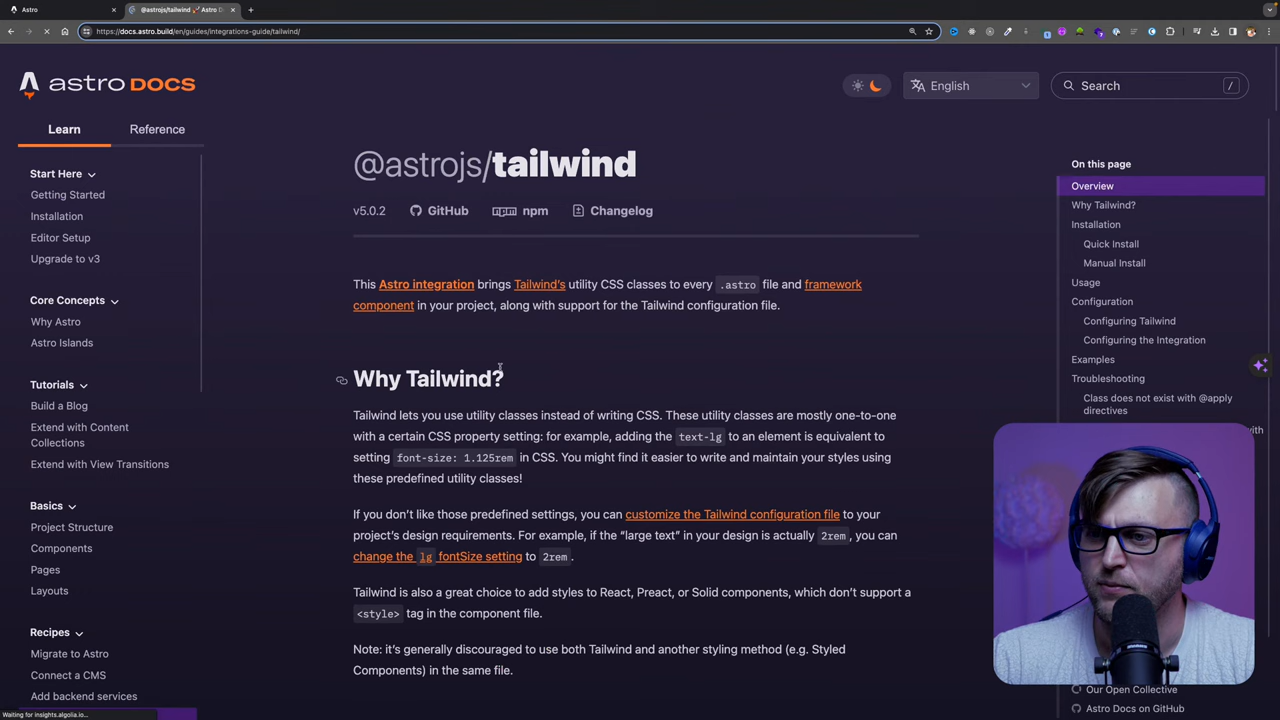 Astro
@astrojs/tailwind 🚀 Astro D
https://docs.astro.build/en/guides/integrations-guide/tailwind/
astro DOCS
English
Search
/
Learn
Reference
Start Here
Getting Started
Installation
Editor Setup
Upgrade to v3
Core Concepts
Why Astro
Astro Islands
Tutorials
Build a Blog
Extend with Content
Collections
Extend with View Transitions
Basics
Project Structure
Components
Pages
Layouts
Recipes
Migrate to Astro
Connect a CMS
Add backend services
Waiting for insights.algolia.io...
@astrojs/tailwind
v5.0.2
GitHub
npm
Changelog
This Astro integration brings Tailwind's utility CSS classes to every .astro file and framework
component in your project, along with support for the Tailwind configuration file.
Why Tailwind?
Tailwind lets you use utility classes instead of writing CSS. These utility classes are mostly one-to-one
with a certain CSS property setting: for example, adding the text-lg to an element is equivalent to
setting font-size: 1.125rem in CSS. You might find it easier to write and maintain your styles using
these predefined utility classes!
If you don't like those predefined settings, you can customize the Tailwind configuration file to your
project's design requirements. For example, if the “large text” in your design is actually 2rem, you can
change the lg fontSize setting to 2rem.
Tailwind is also a great choice to add styles to React, Preact, or Solid components, which don't support a
<style> tag in the component file.
Note: it's generally discouraged to use both Tailwind and another styling method (e.g. Styled
Components) in the same file.
On this page
Overview
Why Tailwind?
Installation
Quick Install
Manual Install
Usage
Configuration
Configuring Tailwind
Configuring the Integration
Examples
Troubleshooting
Class does not exist with @apply
directives
with
Our Open Collective
Astro Docs on GitHub